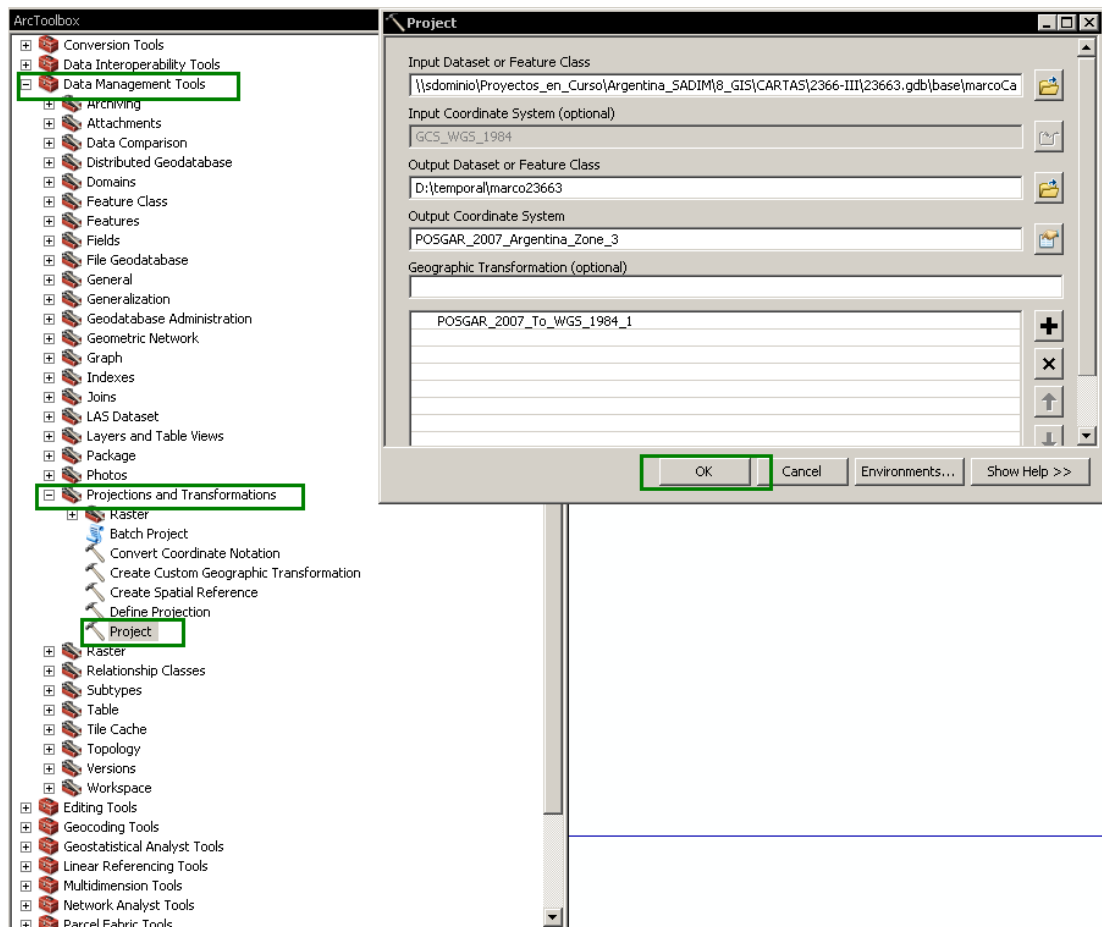 ArcToolbox
Conversion Tools
Data Interoperability Tools
Data Management Tools
Archiving
Attachments
Data Comparison
Distributed Geodatabase
Domains
Feature Class
Features
Fields
File Geodatabase
General
Generalization
Geodatabase Administration
Geometric Network
Graph
Indexes
Joins
LAS Dataset
Layers and Table Views
Package
Photos
Projections and Transformations
Raster
Batch Project
Convert Coordinate Notation
Create Custom Geographic Transformation
Create Spatial Reference
Define Projection
Project
Raster
Relationship Classes
Subtypes
Table
Tile Cache
Topology
Versions
Workspace
Editing Tools
Geocoding Tools
Geostatistical Analyst Tools
Linear Referencing Tools
Multidimension Tools
Network Analyst Tools
Parcel Fabric Tools
Project
Input Dataset or Feature Class
\\sdominio\Proyectos_en_Curso\Argentina_SADIM\8_GIS\CARTAS\2366-III\23663.gdb\base\marcoCa
Input Coordinate System (optional)
GCS_WGS_1984
Output Dataset or Feature Class
D:\temporal\marco23663
Output Coordinate System
POSGAR_2007_Argentina_Zone_3
Geographic Transformation (optional)
POSGAR_2007_To_WGS_1984_1
OK Cancel Environments... Show Help >>